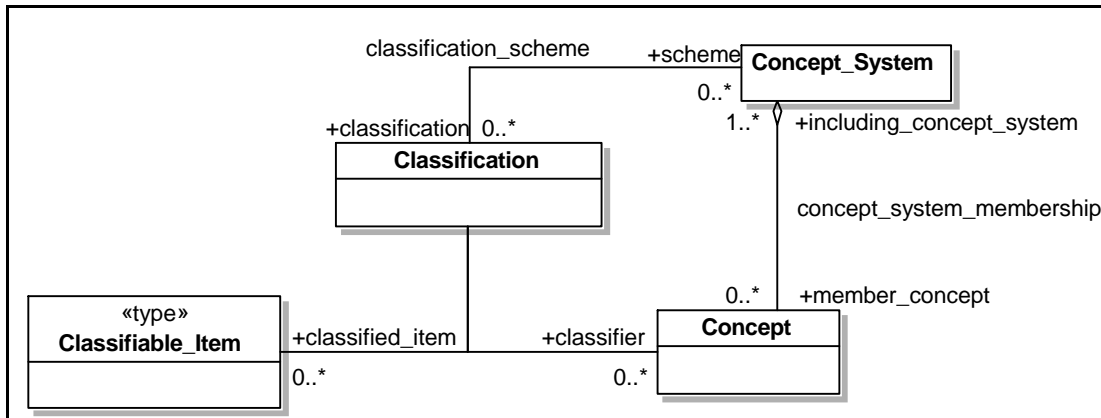 classification_scheme
+scheme
Concept_System
0..*
1..*
+including_concept_system
+classification
0..*
Classification
concept_system_membership
«type»
Classifiable_Item
+classified_item
0..*
+classifier
0..*
0..*
+member_concept
Concept